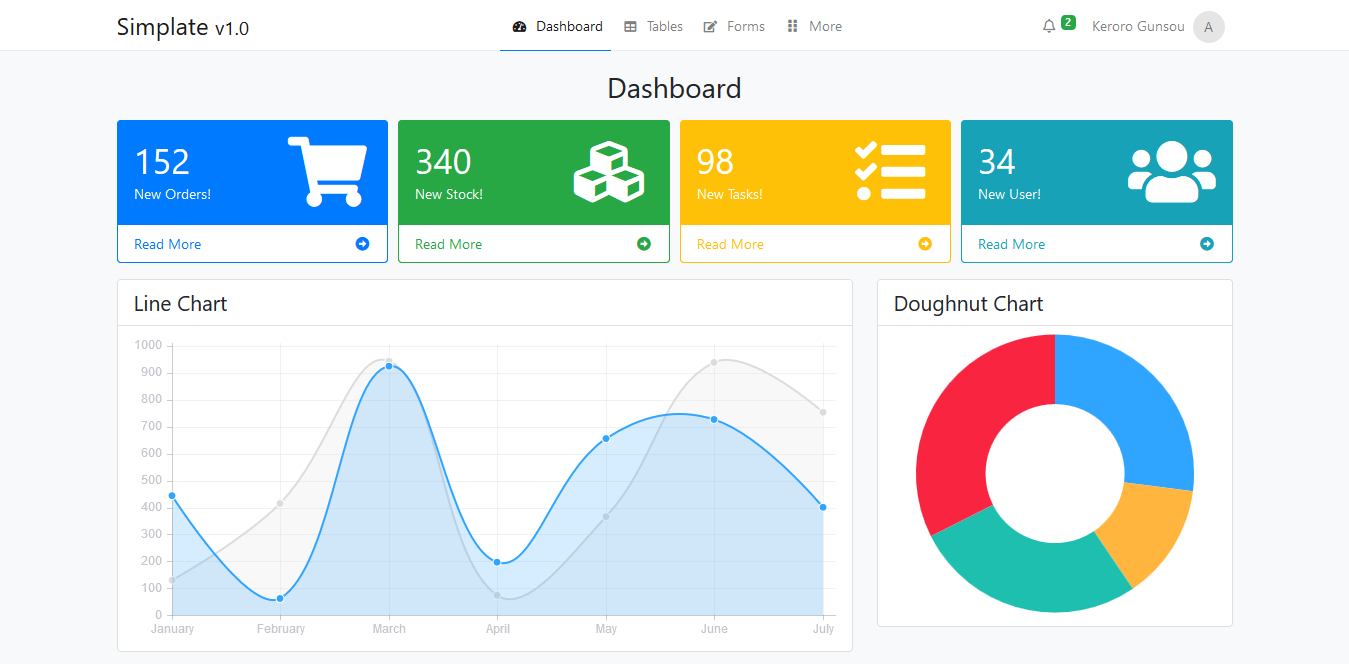 Simplate v1.0
Dashboard Tables Forms More
2 Keroro Gunsou A
Dashboard
152
New Orders!
Read More
340
New Stock!
Read More
98
New Tasks!
Read More
34
New User!
Read More
Line Chart
1000
900
800
700
600
500
400
300
200
100
0
January February March April May June July
Doughnut Chart